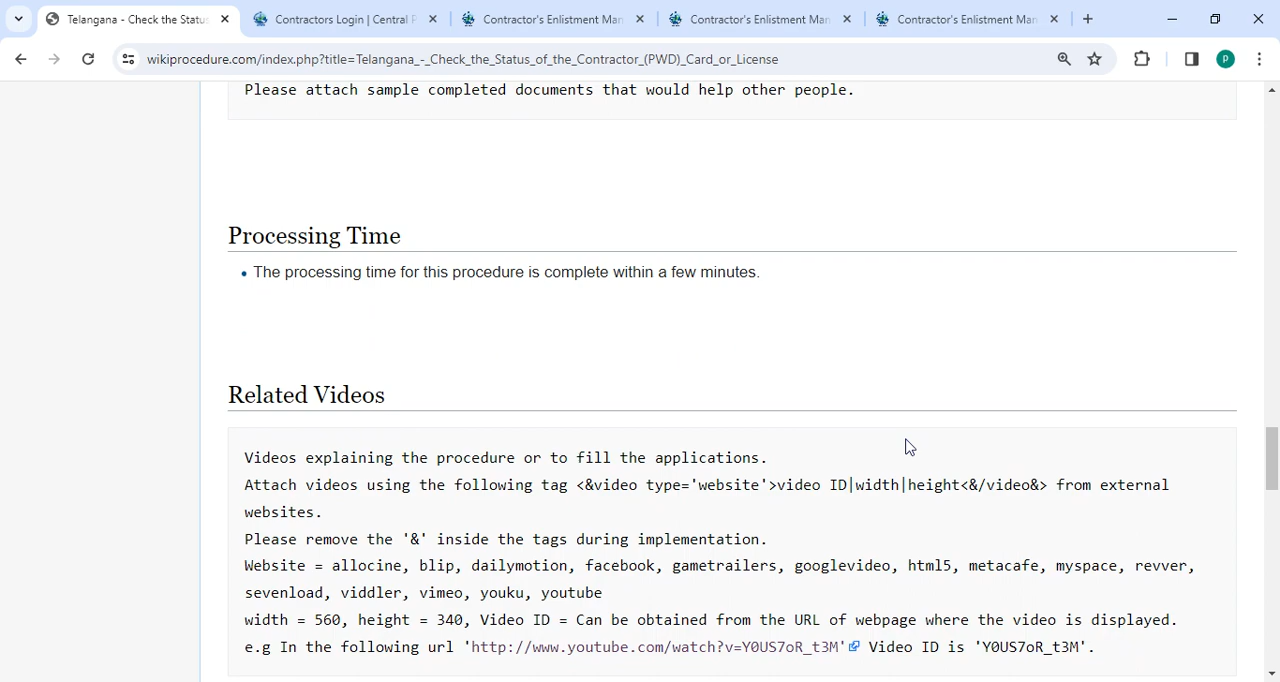 Telangana - Check the Status
Contractors Login | Central P
Contractor's Enlistment Man
Contractor's Enlistment Man
Contractor's Enlistment Man
wikiprocedure.com/index.php?title=Telangana_-_Check_the_Status_of_the_Contractor_(PWD)_Card_or_License
P
Please attach sample completed documents that would help other people.
Processing Time
The processing time for this procedure is complete within a few minutes.
Related Videos
Videos explaining the procedure or to fill the applications.
Attach videos using the following tag <&video type='website'>video ID|width|height<&/video&> from external
websites.
Please remove the '&' inside the tags during implementation.
Website = allocine, blip, dailymotion, facebook, gametrailers, googlevideo, html5, metacafe, myspace, revver,
sevenload, viddler, vimeo, youku, youtube
width = 560, height = 340, Video ID = Can be obtained from the URL of webpage where the video is displayed.
e.g In the following url 'http://www.youtube.com/watch?v=Y0US7oR_t3M' Video ID is 'Y0US7oR_t3M'.